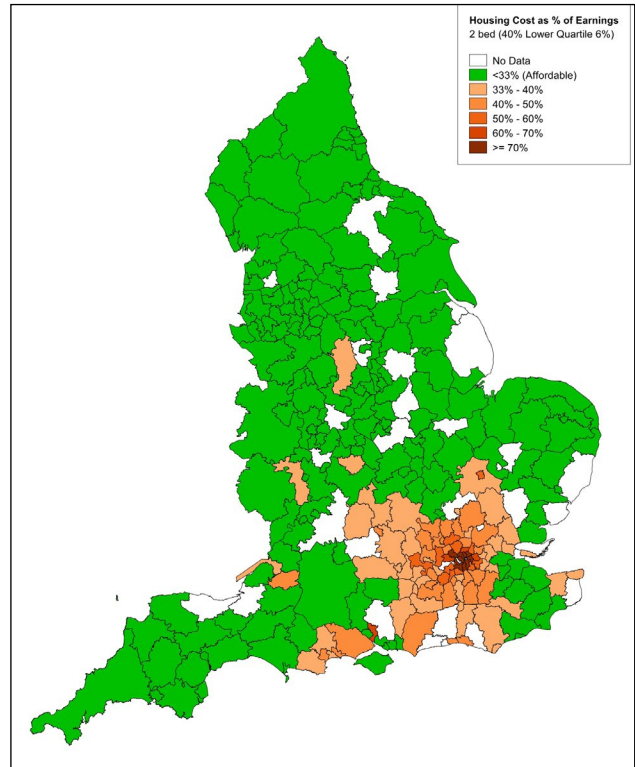 Housing Cost as % of Earnings
2 bed (40% Lower Quartile 6%)
No Data
<33% (Affordable)
33% - 40%
40% - 50%
50% - 60%
60% - 70%
>= 70%